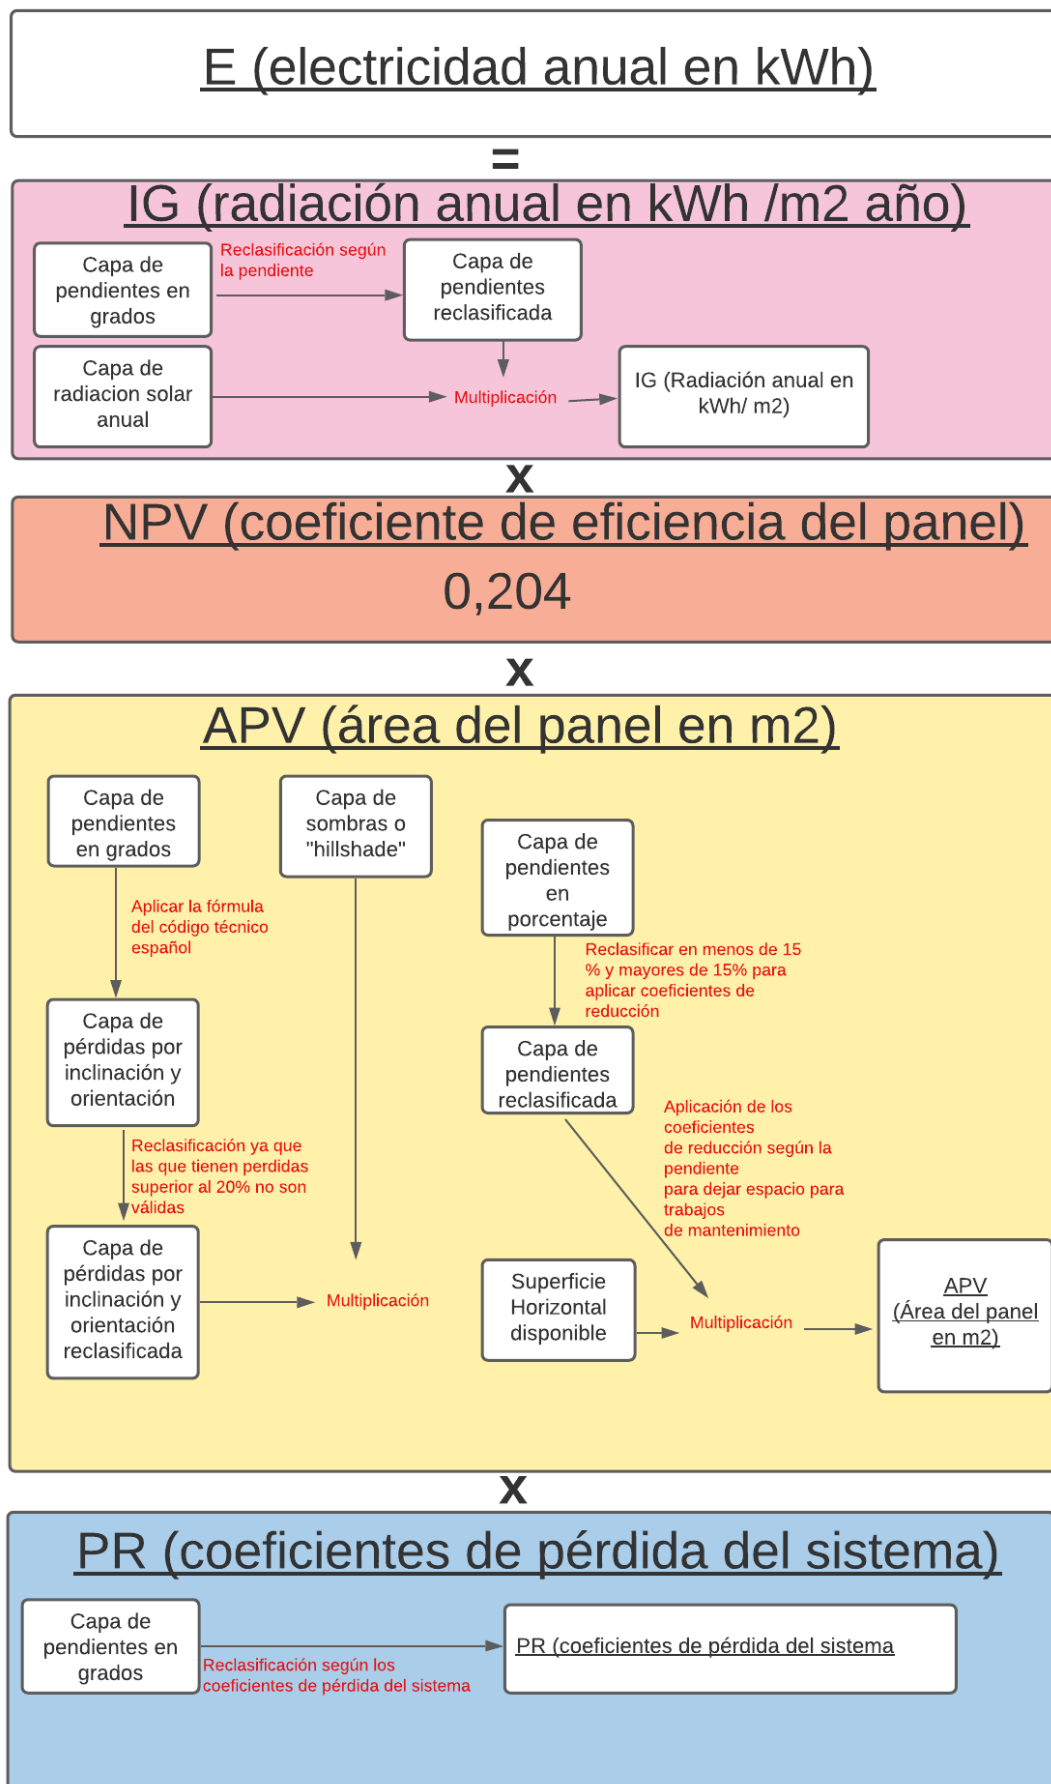 E (electricidad anual en kWh)
=
IG (radiación anual en kWh /m2 año)
Capa de
pendientes en
grados
Reclasificación según
la pendiente
Capa de
pendientes
reclasificada
Capa de
radiacion solar
anual
Multiplicación
IG (Radiación anual en
kWh/ m2)
x
NPV (coeficiente de eficiencia del panel)
0,204
x
APV (área del panel en m2)
Capa de
pendientes
en grados
Capa de
sombras o
"hillshade"
Capa de
pendientes
en
porcentaje
Aplicar la fórmula
del código técnico
español
Reclasificar en menos de 15
% y mayores de 15% para
aplicar coeficientes de
reducción
Capa de
pérdidas por
inclinación y
orientación
Capa de
pendientes
reclasificada
Reclasificación ya que
las que tienen perdidas
superior al 20% no son
válidas
Aplicación de los
coeficientes
de reducción según la
pendiente
para dejar espacio para
trabajos
de mantenimiento
Capa de
pérdidas por
inclinación y
orientación
reclasificada
Multiplicación
Superficie
Horizontal
disponible
Multiplicación
APV
(Área del panel
en m2)
x
PR (coeficientes de pérdida del sistema)
Capa de
pendientes en
grados
Reclasificación según los
coeficientes de pérdida del sistema
PR (coeficientes de pérdida del sistema